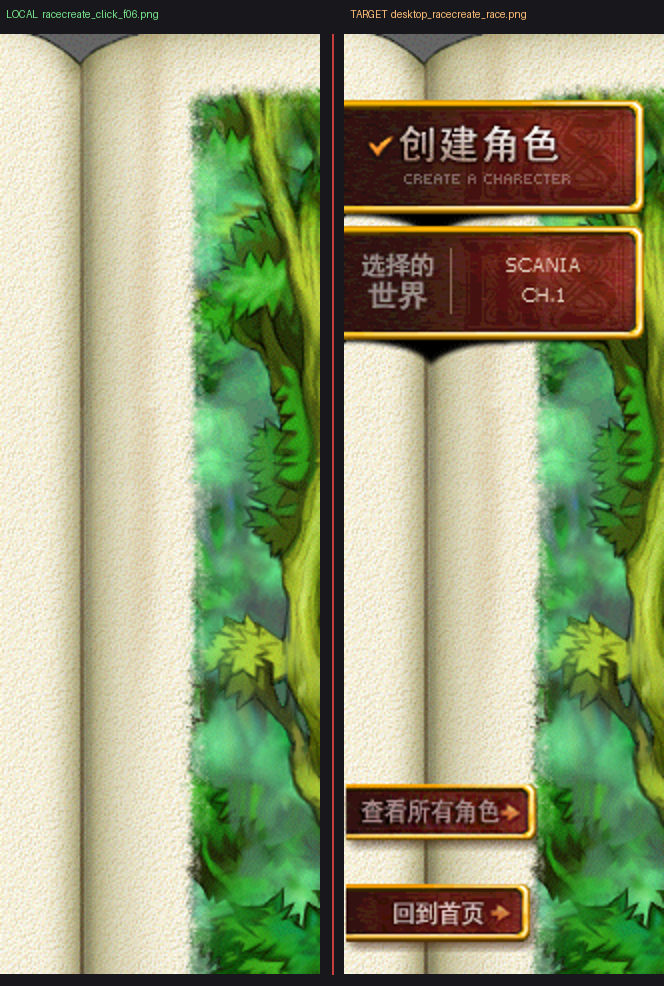 LOCAL racecreate_click_f06.png
TARGET desktop_racecreate_race.png
创建角色
CREATE A CHARECTER
选择的
世界
SCANIA
CH.1
查看所有角色
回到首页